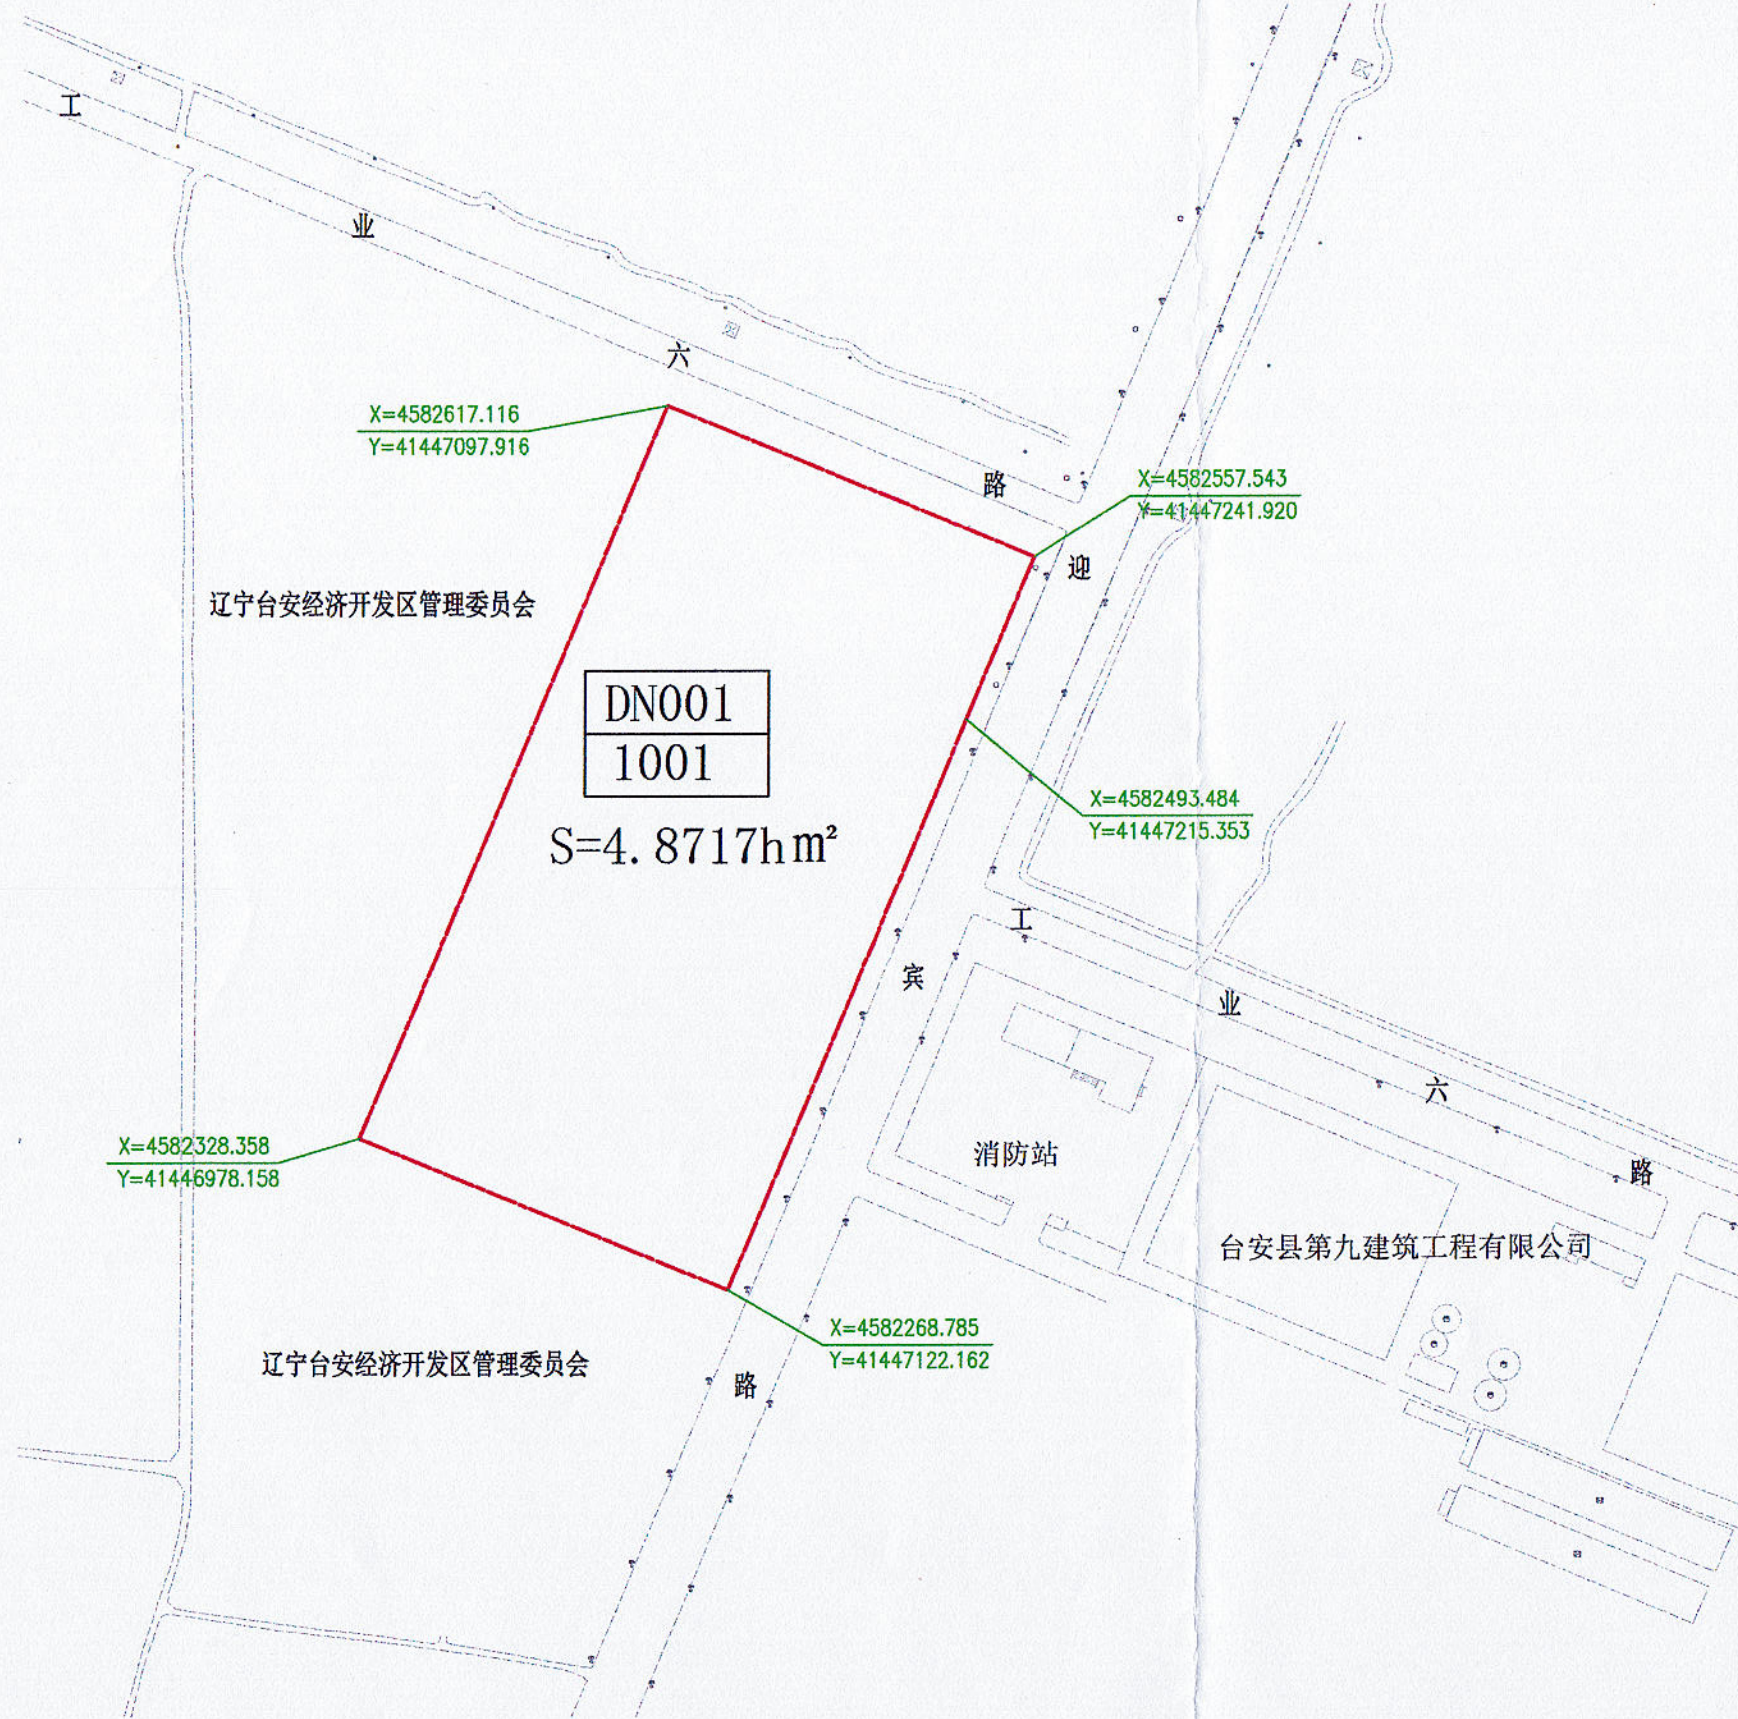 工
业
六
路
X=4582617.116
Y=41447097.916
X=4582557.543
Y=41447241.920
迎
辽宁台安经济开发区管理委员会
DN001
1001
S=4.8717hm²
X=4582493.484
Y=41447215.353
工
宾
业
六
X=4582328.358
Y=41446978.158
消防站
路
台安县第九建筑工程有限公司
X=4582268.785
Y=41447122.162
辽宁台安经济开发区管理委员会
路